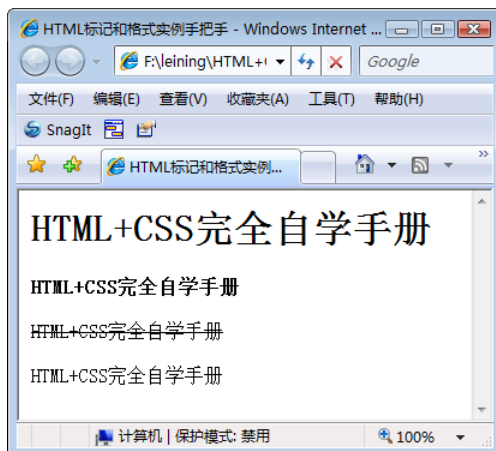 HTML标记和格式实例手把手 - Windows Internet ...
F:\leining\HTML+(
Google
文件(F) 编辑(E) 查看(V) 收藏夹(A) 工具(T) 帮助(H)
SnagIt
HTML标记和格式实例...
HTML+CSS完全自学手册
HTML+CSS完全自学手册
HTML+CSS完全自学手册
HTML+CSS完全自学手册
计算机 | 保护模式: 禁用
100%